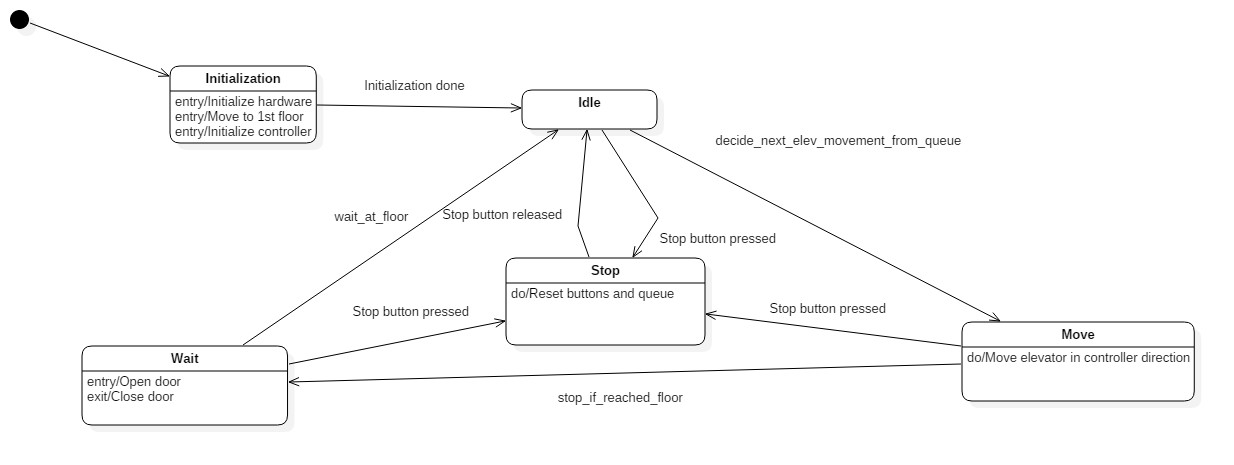 Initialization
entry/Initialize hardware
entry/Move to 1st floor
entry/Initialize controller
Initialization done
Idle
decide_next_elev_movement_from_queue
wait_at_floor
Stop button released
Stop button pressed
Stop
do/Reset buttons and queue
Stop button pressed
Stop button pressed
Move
do/Move elevator in controller direction
Wait
entry/Open door
exit/Close door
stop_if_reached_floor